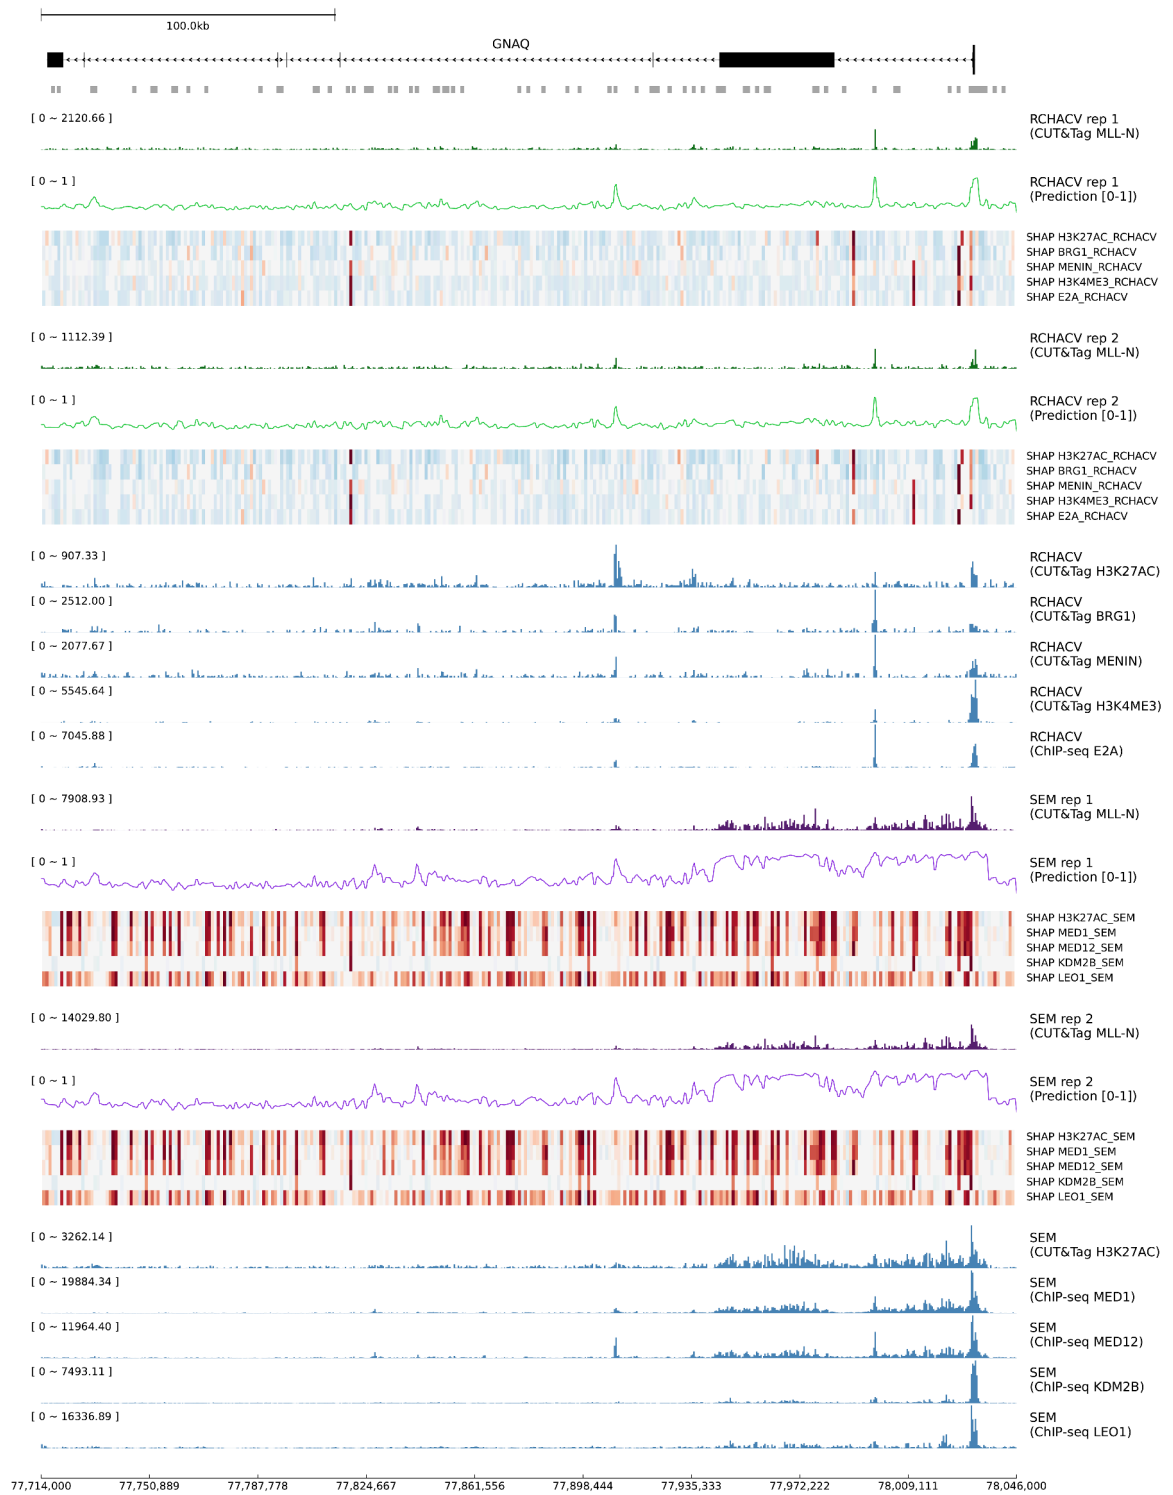 100.0kb
GNAQ
[ 0 ~ 2120.66 ]
RCHACV rep 1
(CUT&Tag MLL-N)
[ 0 ~ 1 ]
RCHACV rep 1
(Prediction [0-1])
SHAP H3K27AC_RCHACV
SHAP BRG1_RCHACV
SHAP MENIN_RCHACV
SHAP H3K4ME3_RCHACV
SHAP E2A_RCHACV
[ 0 ~ 1112.39 ]
RCHACV rep 2
(CUT&Tag MLL-N)
[ 0 ~ 1 ]
RCHACV rep 2
(Prediction [0-1])
SHAP H3K27AC_RCHACV
SHAP BRG1_RCHACV
SHAP MENIN_RCHACV
SHAP H3K4ME3_RCHACV
SHAP E2A_RCHACV
[ 0 ~ 907.33 ]
RCHACV
(CUT&Tag H3K27AC)
[ 0 ~ 2512.00 ]
RCHACV
(CUT&Tag BRG1)
[ 0 ~ 2077.67 ]
RCHACV
(CUT&Tag MENIN)
[ 0 ~ 5545.64 ]
RCHACV
(CUT&Tag H3K4ME3)
[ 0 ~ 7045.88 ]
RCHACV
(ChIP-seq E2A)
[ 0 ~ 7908.93 ]
SEM rep 1
(CUT&Tag MLL-N)
[ 0 ~ 1 ]
SEM rep 1
(Prediction [0-1])
SHAP H3K27AC_SEM
SHAP MED1_SEM
SHAP MED12_SEM
SHAP KDM2B_SEM
SHAP LEO1_SEM
[ 0 ~ 14029.80 ]
SEM rep 2
(CUT&Tag MLL-N)
[ 0 ~ 1 ]
SEM rep 2
(Prediction [0-1])
SHAP H3K27AC_SEM
SHAP MED1_SEM
SHAP MED12_SEM
SHAP KDM2B_SEM
SHAP LEO1_SEM
[ 0 ~ 3262.14 ]
SEM
(CUT&Tag H3K27AC)
[ 0 ~ 19884.34 ]
SEM
(ChIP-seq MED1)
[ 0 ~ 11964.40 ]
SEM
(ChIP-seq MED12)
[ 0 ~ 7493.11 ]
SEM
(ChIP-seq KDM2B)
[ 0 ~ 16336.89 ]
SEM
(ChIP-seq LEO1)
77,714,000 77,750,889 77,787,778 77,824,667 77,861,556 77,898,444 77,935,333 77,972,222 78,009,111 78,046,000